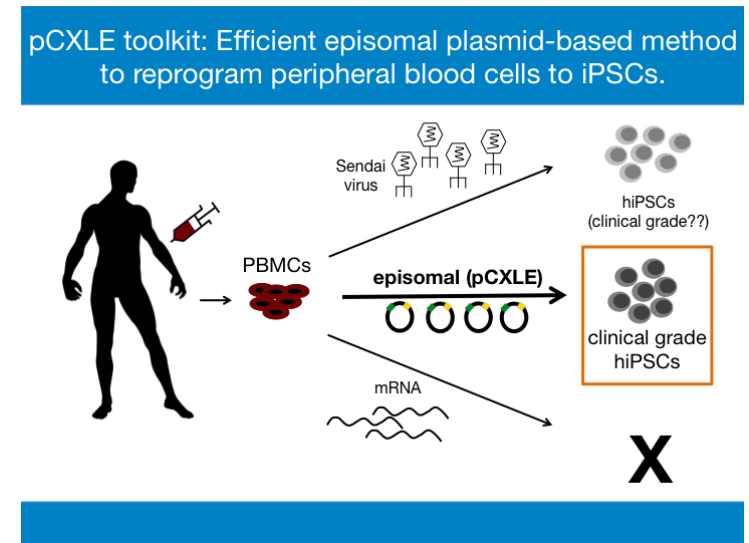 pCXLE toolkit: Efficient episomal plasmid-based method
to reprogram peripheral blood cells to iPSCs.
Sendai
virus
hiPSCs
(clinical grade??)
PBMCs
episomal (pCXLE)
clinical grade
hiPSCs
mRNA
X